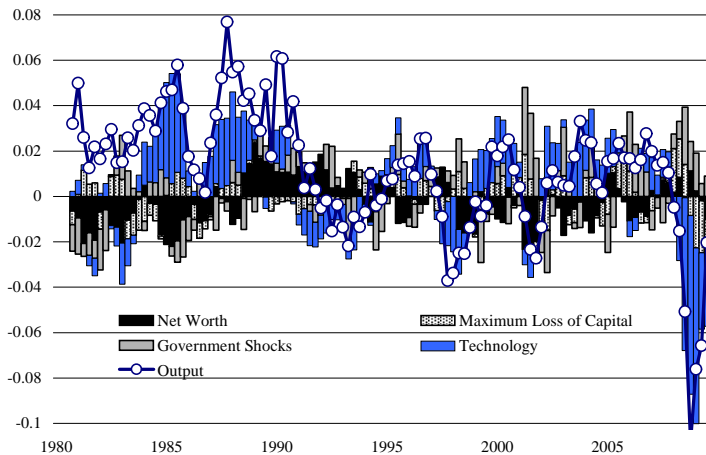 0.08
0.06
0.04
0.02
0
-0.02
-0.04
-0.06
-0.08
-0.1
Net Worth Maximum Loss of Capital
Government Shocks Technology
Output
1980 1985 1990 1995 2000 2005